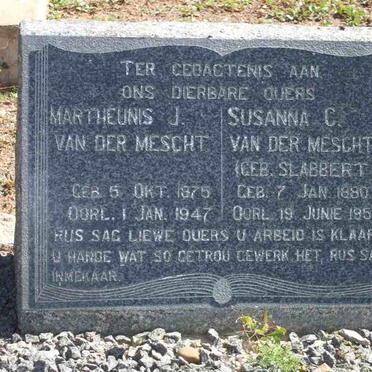 TER GEDAGTENIS AAN
ONS DIERBARE OUERS
MARTHEUNIS J.
VAN DER MESCHT
GEB. 5 OKT. 1875
OORL. 1 JAN. 1947
SUSANNA C.
VAN DER MESCHT
(GEB. SLABBERT
GEB. 7 JAN. 1880
OORL. 19 JUNIE 195
RUS SAG LIEWE OUERS U ARBEID IS KLAAR
U HANDE WAT SO GETROU GEWERK HET, RUS SA
INMEKAAR.